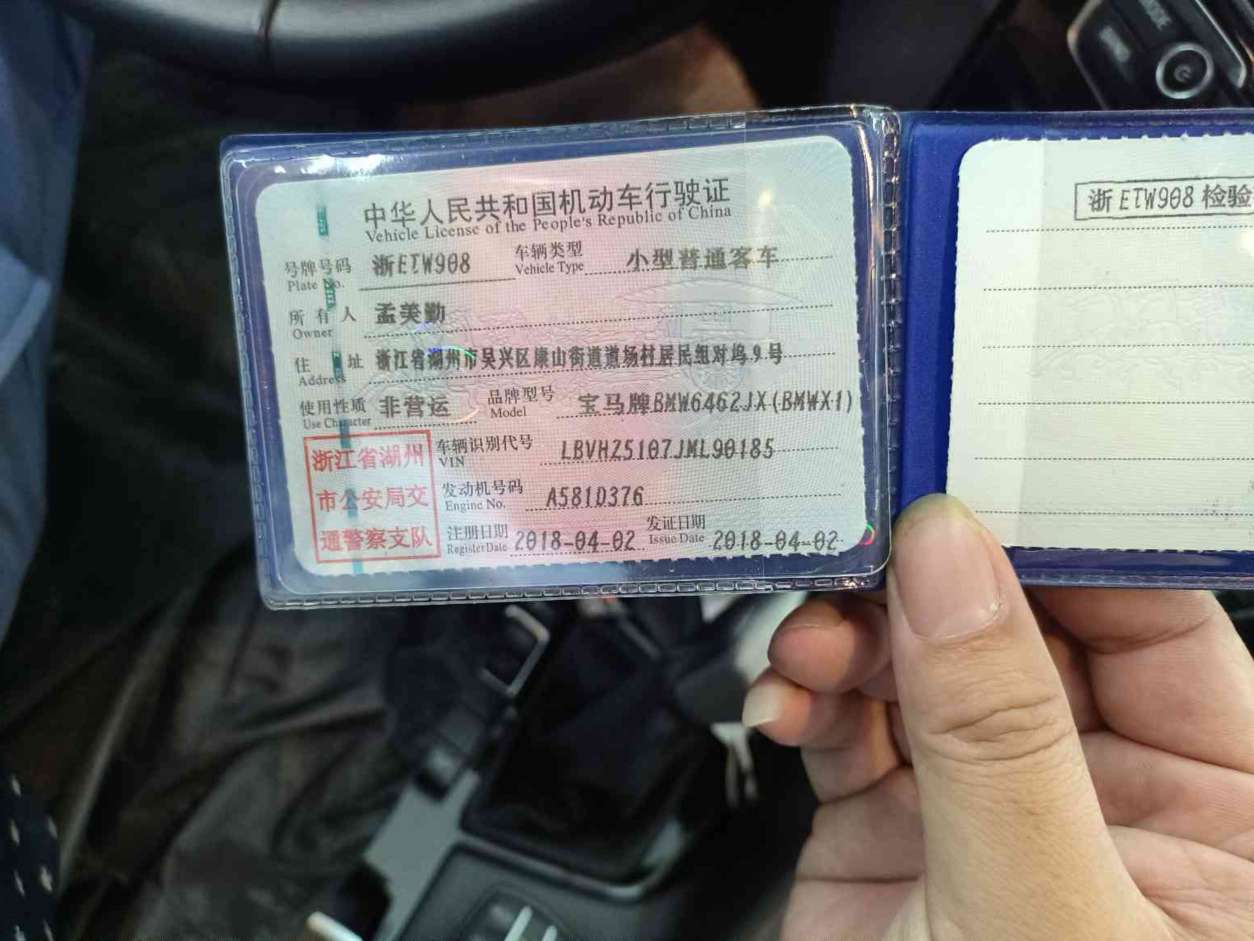 中华人民共和国机动车行驶证
Vehicle License of the People's Republic of China
号牌号码 浙ETW908 车辆类型 小型普通客车
Plate No. Vehicle Type
所有人 孟美勤
Owner
住址 浙江省湖州市吴兴区康山街道道场村居民组对坞9号
Address
使用性质 非营运 品牌型号 宝马牌BMW6462JX(BMWX1)
Use Character Model
浙江省湖州
市公安局交
通警察支队
车辆识别代号 LBVHZ5107JML90185
VIN
发动机号码 A581D376
Engine No.
注册日期 2018-04-02 发证日期 2018-04-02
Register Date Issue Date
浙ETW908 检验
MODE